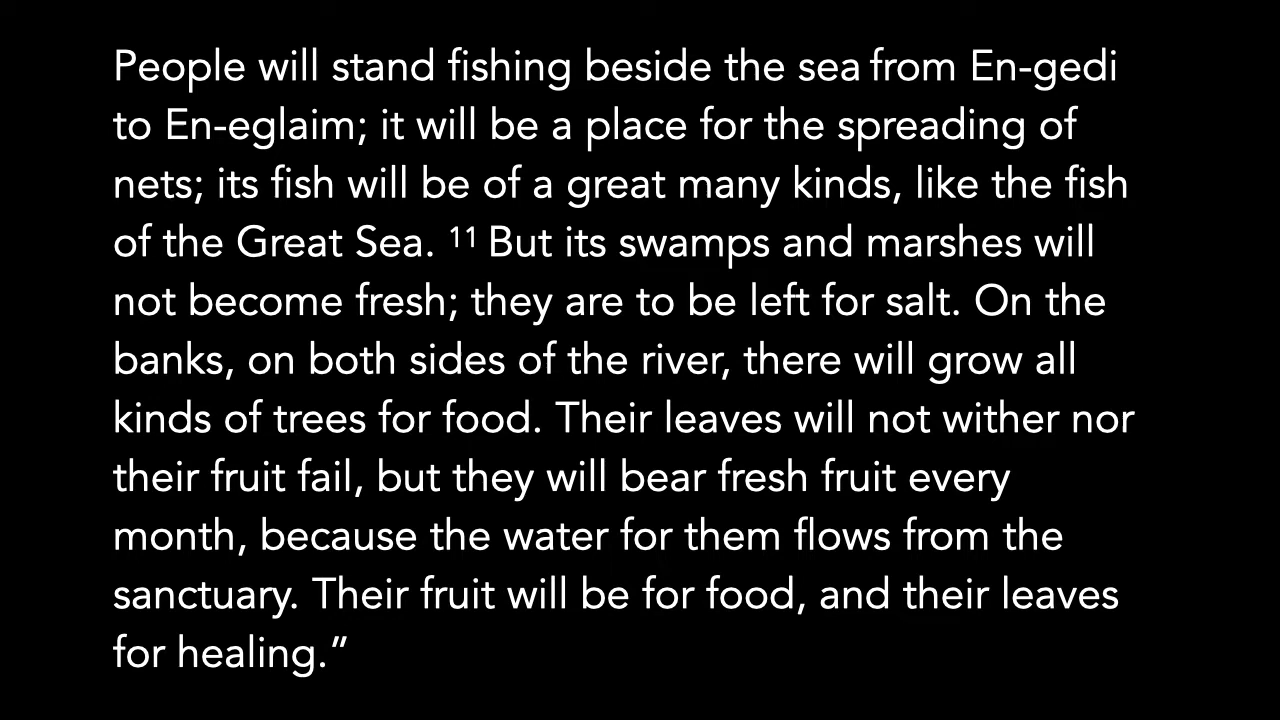 People will stand fishing beside the sea from En-gedi
to En-eglaim; it will be a place for the spreading of
nets; its fish will be of a great many kinds, like the fish
of the Great Sea. 11 But its swamps and marshes will
not become fresh; they are to be left for salt. On the
banks, on both sides of the river, there will grow all
kinds of trees for food. Their leaves will not wither nor
their fruit fail, but they will bear fresh fruit every
month, because the water for them flows from the
sanctuary. Their fruit will be for food, and their leaves
for healing.”